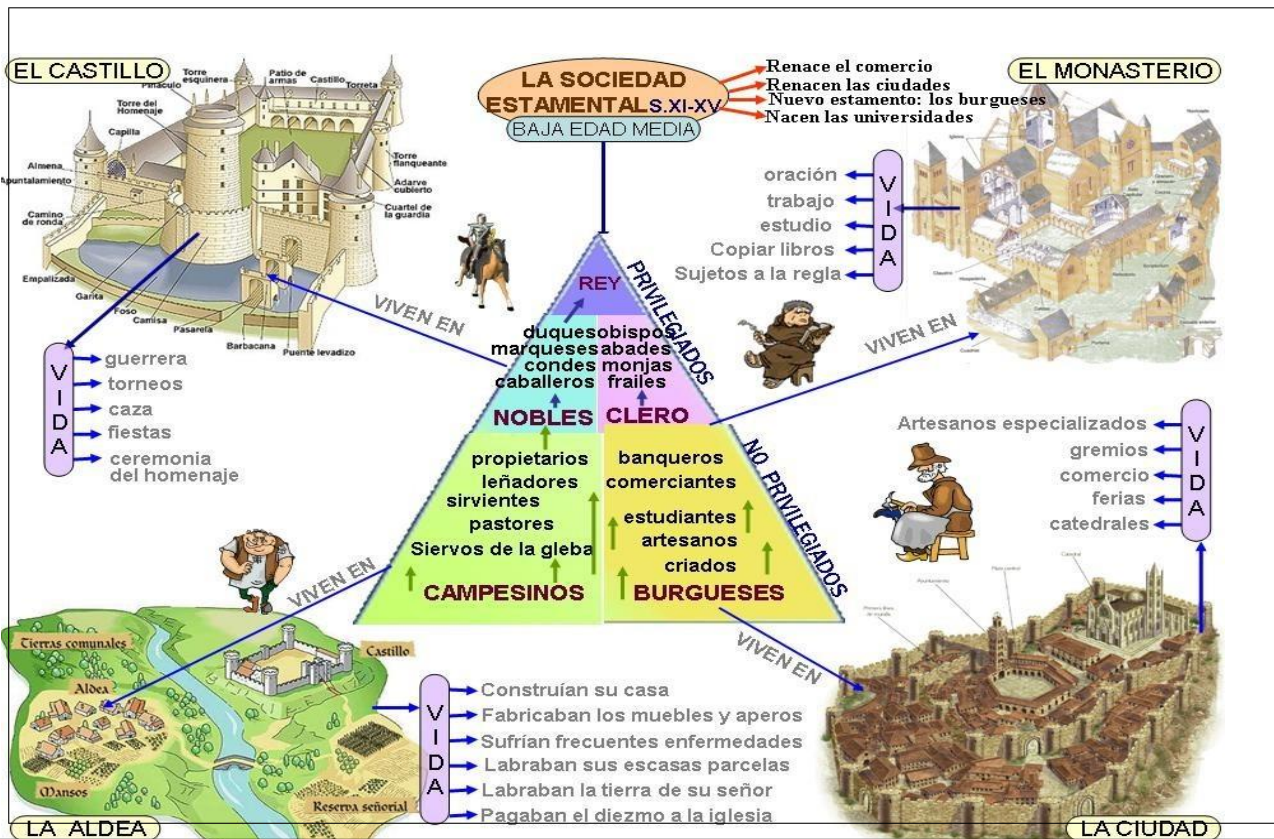 EL CASTILLO
Torre
esquinera
Pináculo
Patio de
armas
Castillo
Torreta
Torre del
Homenaje
Capilla
Almena
Apuntalamiento
Camino
de ronda
Empalizada
Garita
Foso
Camisa
Pasarela
Barbacana
Puente levadizo
Torre
flanqueante
Adarve
cubierto
Cuartel de
la guardia
LA SOCIEDAD
ESTAMENTAL S.XI-XV
BAJA EDAD MEDIA
Renace el comercio
Renacen las ciudades
Nuevo estamento: los burgueses
Nacen las universidades
EL MONASTERIO
VIDA
oración
trabajo
estudio
Copiar libros
Sujetos a la regla
VIVEN EN
VIVEN EN
VIDA
guerrera
torneos
caza
fiestas
ceremonia
del homenaje
REY
PRIVILEGIADOS
duques obispos
marqueses abades
condes monjas
caballeros frailes
NOBLES CLERO
NO PRIVILEGIADOS
propietarios
leñadores
sirvientes
pastores
Siervos de la gleba
CAMPESINOS
banqueros
comerciantes
estudiantes
artesanos
criados
BURGUESES
VIDA
Artesanos especializados
gremios
comercio
ferias
catedrales
VIVEN EN
VIVEN EN
Tierras comunales
Castillo
Aldea
Mansos
Reserva señorial
LA ALDEA
VIDA
Construían su casa
Fabricaban los muebles y aperos
Sufrían frecuentes enfermedades
Labraban sus escasas parcelas
Labraban la tierra de su señor
Pagaban el diezmo a la iglesia
Catedral
Plaza central
Ayuntamiento
LA CIUDAD